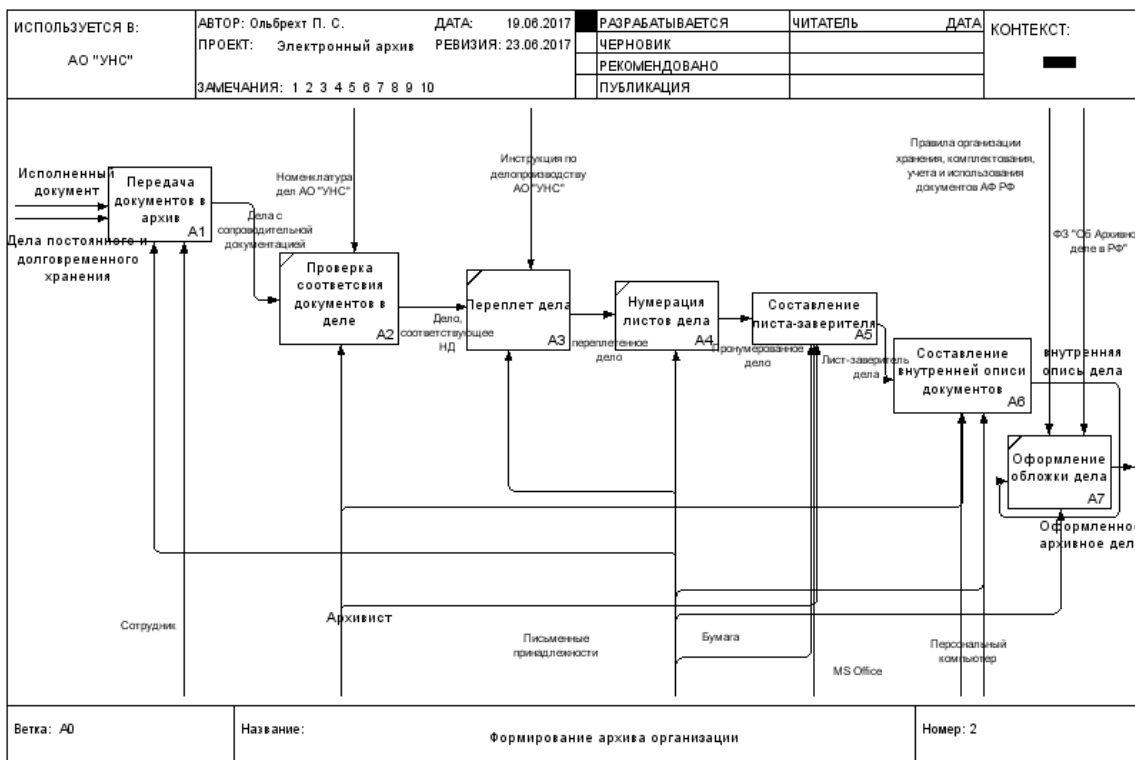 ИСПОЛЬЗУЕТСЯ В:
АО "УНС"
АВТОР: Ольбрехт П. С.
ДАТА: 19.06.2017
ПРОЕКТ: Электронный архив
РЕВИЗИЯ: 23.06.2017
ЗАМЕЧАНИЯ: 1 2 3 4 5 6 7 8 9 10
РАЗРАБАТЫВАЕТСЯ
ЧЕРНОВИК
РЕКОМЕНДОВАНО
ПУБЛИКАЦИЯ
ЧИТАТЕЛЬ
ДАТА
КОНТЕКСТ:
Исполненный
документ
Дела постоянного и
долговременного
хранения
Передача
документов в
архив
A1
Дела с
сопроводительной
документацией
Номенклатура
дел АО "УНС"
Проверка
соответсвия
документов в
деле
A2
Дело,
соответствующее
НД
Инструкция по
делопроизводству
АО "УНС"
Переплет дела
A3
переплетенное
дело
Нумерация
листов дела
A4
Пронумерованное
дело
Составление
листа-заверителя
A5
Лист-заверитель
дела
Правила организации
хранения, комплектования,
учета и использования
документов АФ РФ
ФЗ "Об Архивно
деле в РФ"
Составление
внутренней описи
документов
A6
внутренняя
опись дела
Оформление
обложки дела
A7
Оформленно
архивное дел
Сотрудник
Архивист
Письменные
принадлежности
Бумага
MS Office
Персональный
компьютер
Ветка: A0
Название:
Формирование архива организации
Номер: 2